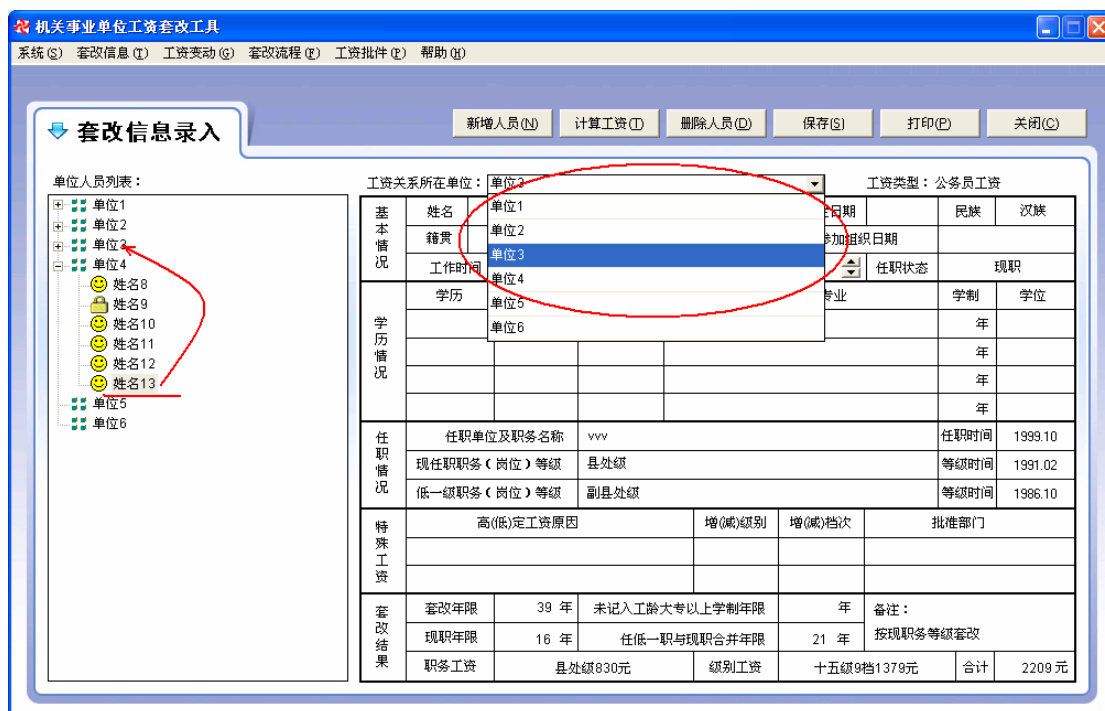 机关事业单位工资套改工具
系统(S) 套改信息(T) 工资变动(G) 套改流程(F) 工资批件(P) 帮助(H)
套改信息录入
新增人员(N) 计算工资(T) 删除人员(D) 保存(S) 打印(P) 关闭(C)
单位人员列表：
单位1
单位2
单位3
单位4
姓名8
姓名9
姓名10
姓名11
姓名12
姓名13
单位5
单位6
工资关系所在单位： 单位3 工资类型：公务员工资
单位1
单位2
单位3
单位4
单位5
单位6
基本情况 姓名 日期 民族 汉族
籍贯 参加组织日期
工作时间 任职状态 现职
学历情况 学历 专业 学制 学位
年
年
年
年
任职情况 任职单位及职务名称 vvv 任职时间 1999.10
现任职职务(岗位)等级 县处级 等级时间 1991.02
低一级职务(岗位)等级 副县处级 等级时间 1986.10
特殊工资 高(低)定工资原因 增(减)级别 增(减)档次 批准部门
套改结果 套改年限 39 年 未记入工龄大专以上学制年限 年 备注：
现职年限 16 年 任低一职与现职合并年限 21 年 按现职务等级套改
职务工资 县处级830元 级别工资 十五级9档1379元 合计 2209元